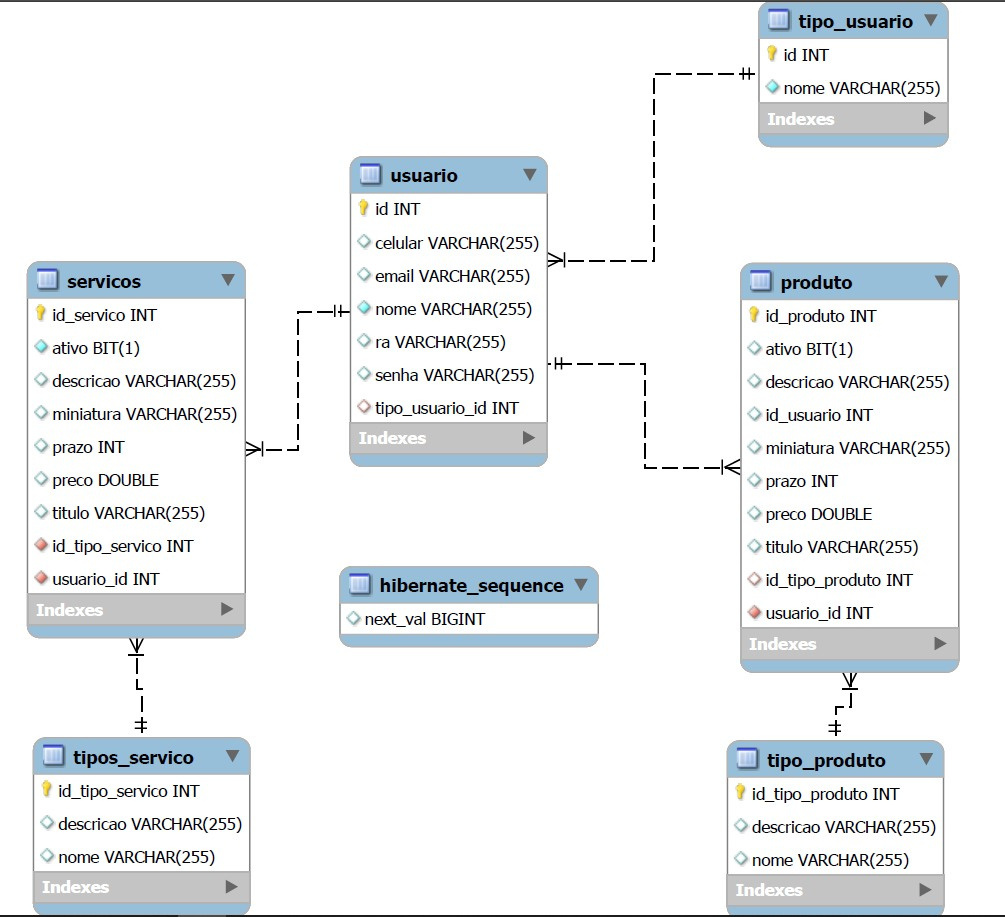 tipo_usuario
id INT
nome VARCHAR(255)
Indexes
usuario
id INT
celular VARCHAR(255)
email VARCHAR(255)
nome VARCHAR(255)
ra VARCHAR(255)
senha VARCHAR(255)
tipo_usuario_id INT
Indexes
servicos
id_servico INT
ativo BIT(1)
descricao VARCHAR(255)
miniatura VARCHAR(255)
prazo INT
preco DOUBLE
titulo VARCHAR(255)
id_tipo_servico INT
usuario_id INT
Indexes
produto
id_produto INT
ativo BIT(1)
descricao VARCHAR(255)
id_usuario INT
miniatura VARCHAR(255)
prazo INT
preco DOUBLE
titulo VARCHAR(255)
id_tipo_produto INT
usuario_id INT
Indexes
hibernate_sequence
next_val BIGINT
tipos_servico
id_tipo_servico INT
descricao VARCHAR(255)
nome VARCHAR(255)
Indexes
tipo_produto
id_tipo_produto INT
descricao VARCHAR(255)
nome VARCHAR(255)
Indexes